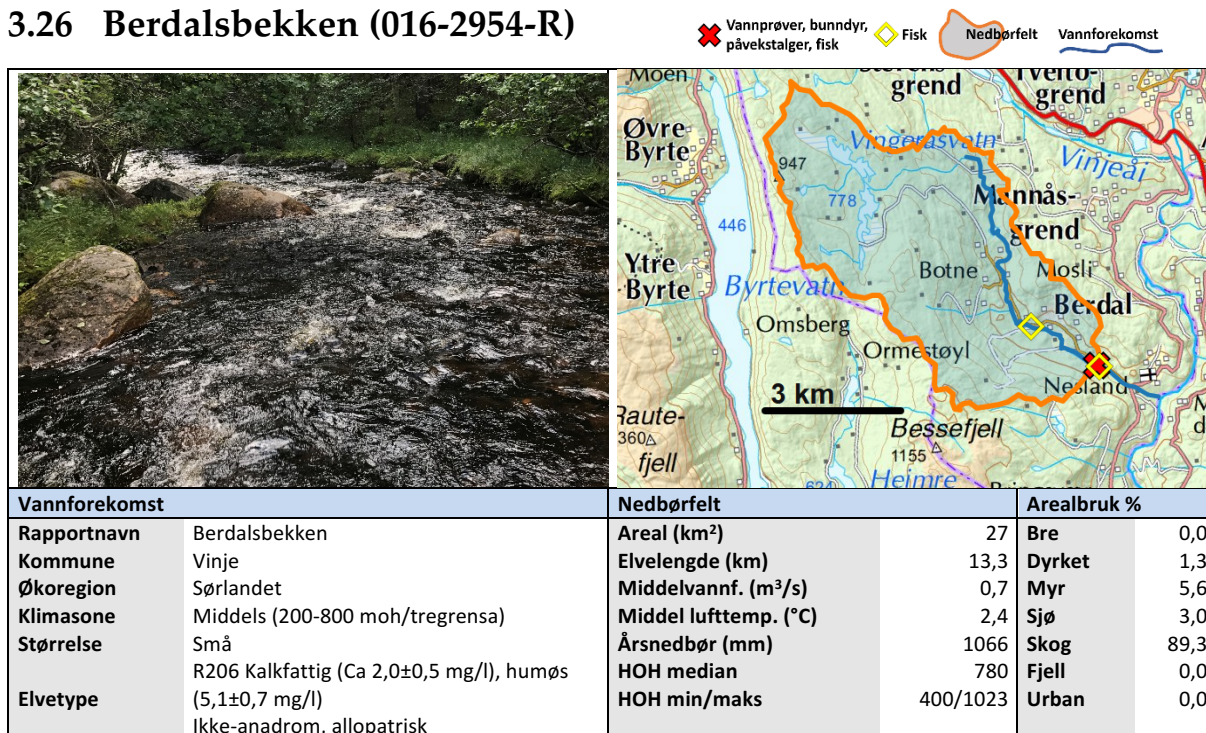 3.26 Berdalsbekken (016-2954-R)
Vannprøver, bunndyr,
påvekstalger, fisk
Fisk
Nedbørfelt
Vannforekomst
Moen
grend
grend
Øvre
Byrte
Vingerasvatn
Vinjeåi
947
778
446
Mannås-
grend
Ytre
Byrte
Botne
Mosli
Byrtevatn
Berdal
Omsberg
Ormestøyl
3 km
Nesland
Raute-
360
fjell
Bessefjell
1155
Heimre
Vannforekomst
Rapportnavn Berdalsbekken
Kommune Vinje
Økoregion Sørlandet
Klimasone Middels (200-800 moh/tregrensa)
Størrelse Små
Elvetype R206 Kalkfattig (Ca 2,0±0,5 mg/l), humøs
(5,1±0,7 mg/l)
Ikke-anadrom, allopatrisk
Nedbørfelt
Areal (km²) 27
Elvelengde (km) 13,3
Middelvannf. (m³/s) 0,7
Middel lufttemp. (°C) 2,4
Årsnedbør (mm) 1066
HOH median 780
HOH min/maks 400/1023
Arealbruk %
Bre 0,0
Dyrket 1,3
Myr 5,6
Sjø 3,0
Skog 89,3
Fjell 0,0
Urban 0,0